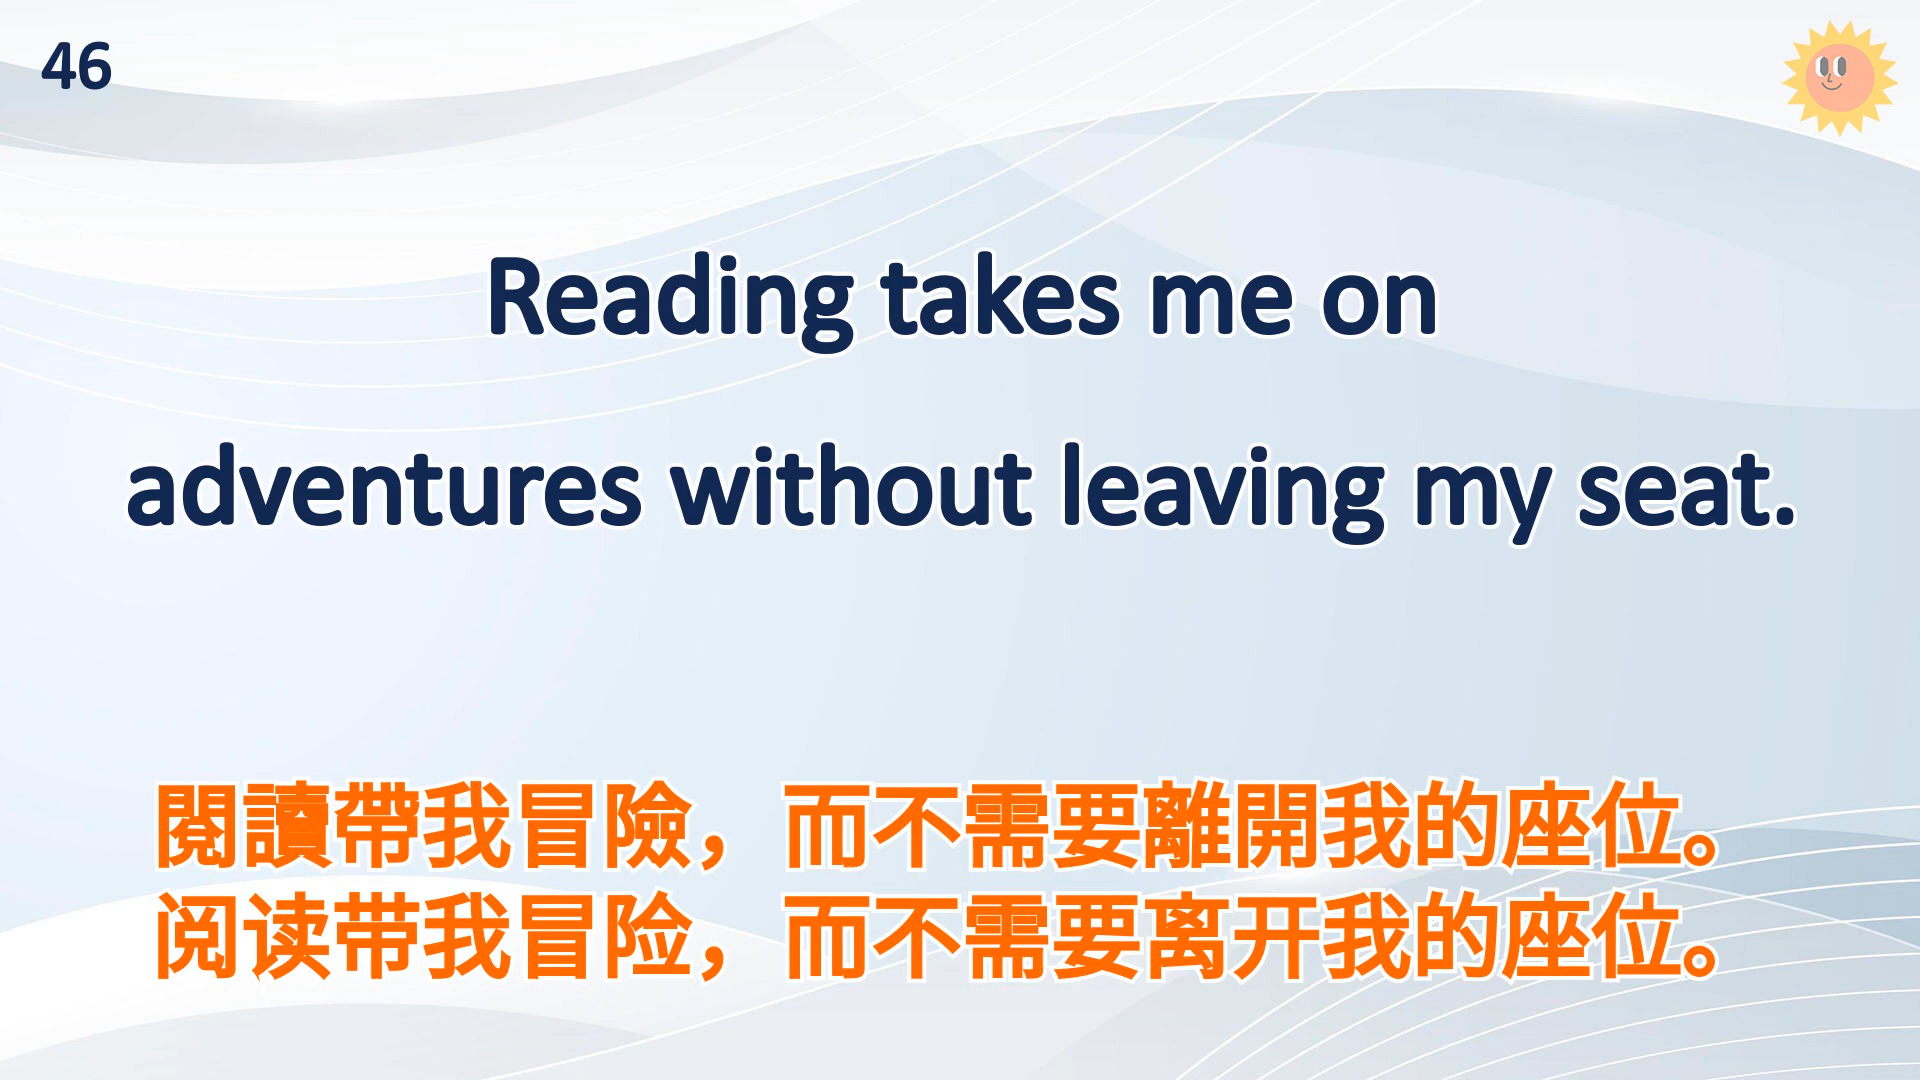 46
Reading takes me on
adventures without leaving my seat.
閱讀帶我冒險，而不需要離開我的座位。
阅读带我冒险，而不需要离开我的座位。